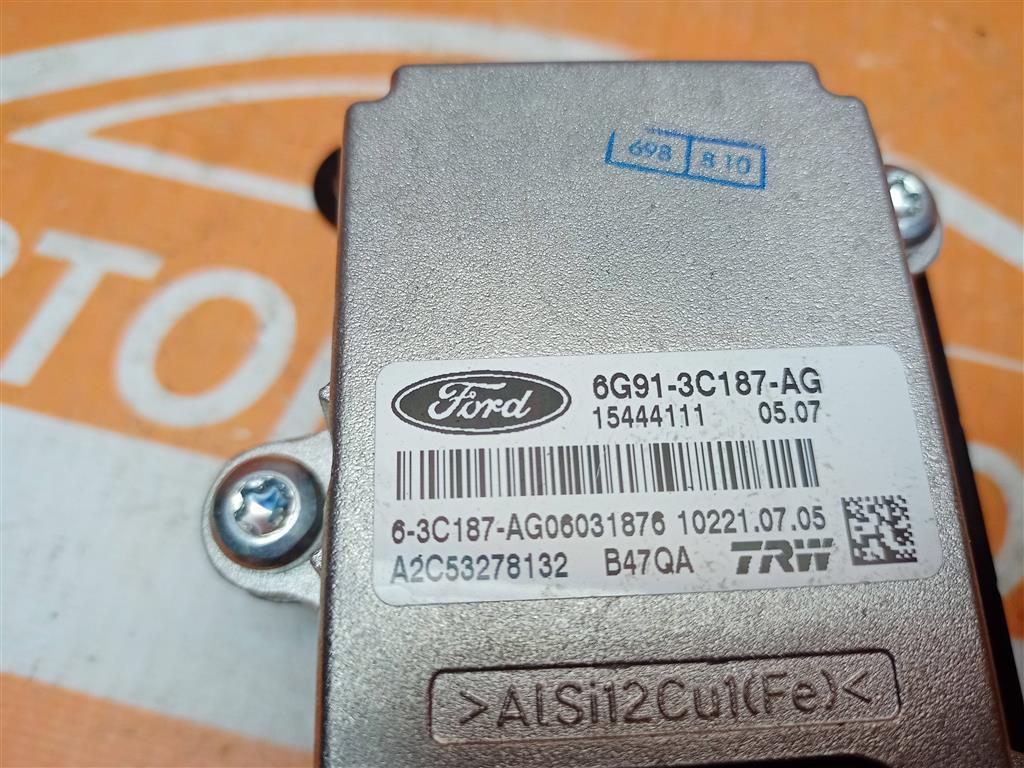 698 810
Ford
6G91-3C187-AG
15444111 05.07
6-3C187-AG06031876 10221.07.05
A2C53278132 B47QA TRW
>AlSi12Cu1(Fe)<